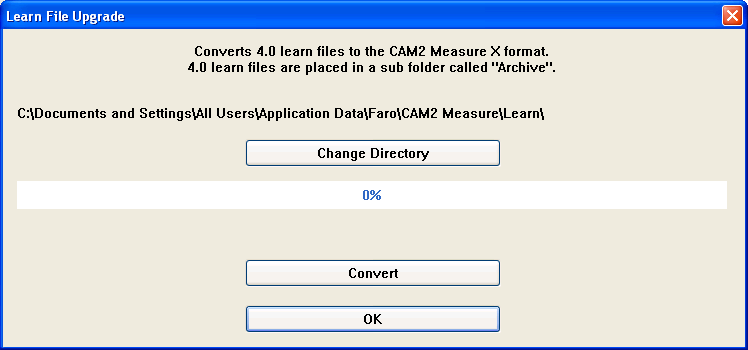 Learn File Upgrade
Converts 4.0 learn files to the CAM2 Measure X format.
4.0 learn files are placed in a sub folder called "Archive".
C:\Documents and Settings\All Users\Application Data\Faro\CAM2 Measure\Learn\
Change Directory
0%
Convert
OK